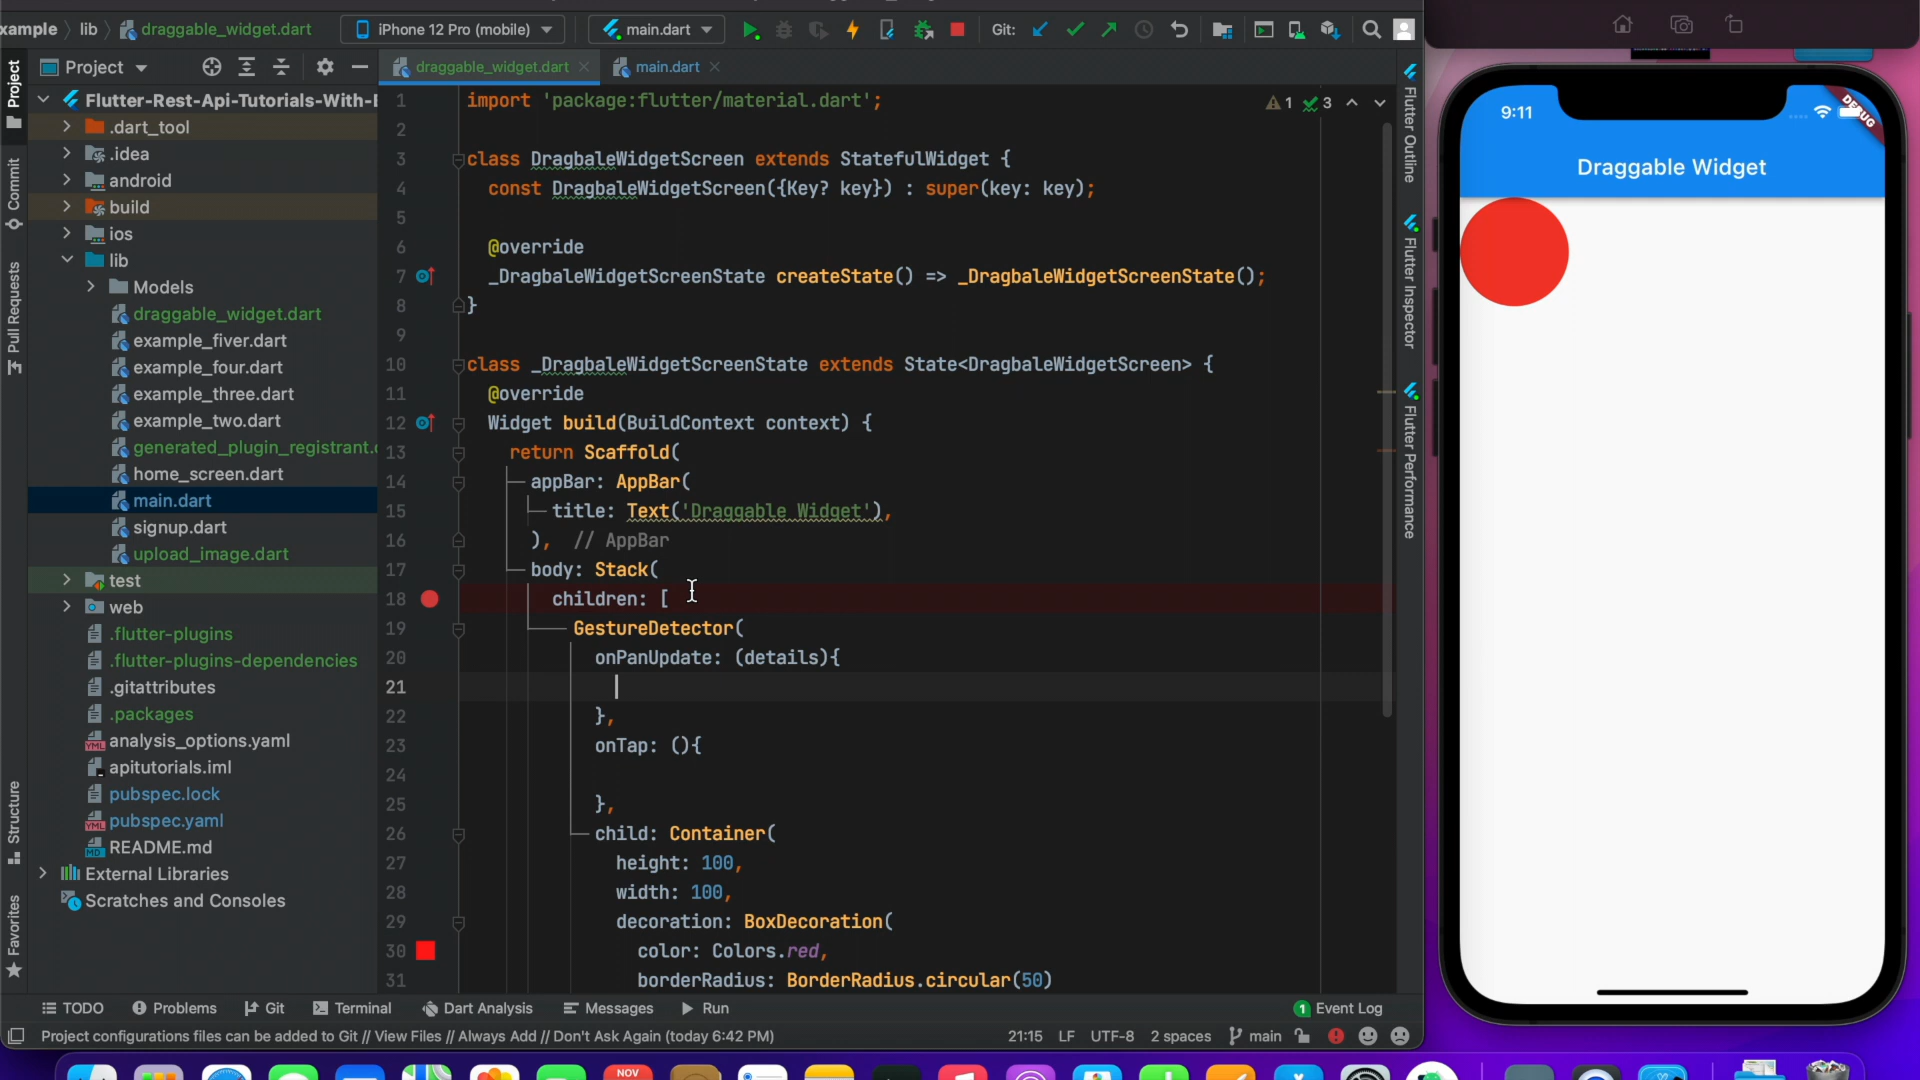 xample
lib
draggable_widget.dart
iPhone 12 Pro (mobile)
main.dart
Git:
Project
draggable_widget.dart
main.dart
Project
Commit
Pull Requests
Structure
Favorites
Flutter-Rest-Api-Tutorials-With-
.dart_tool
.idea
android
build
ios
lib
Models
draggable_widget.dart
example_fiver.dart
example_four.dart
example_three.dart
example_two.dart
generated_plugin_registrant.
home_screen.dart
main.dart
signup.dart
upload_image.dart
test
web
.flutter-plugins
.flutter-plugins-dependencies
.gitattributes
.packages
analysis_options.yaml
apitutorials.iml
pubspec.lock
pubspec.yaml
README.md
External Libraries
Scratches and Consoles
1 import 'package:flutter/material.dart';
1 3
2
3 class DragbaleWidgetScreen extends StatefulWidget {
4 const DragbaleWidgetScreen({Key? key}) : super(key: key);
5
6 @override
7 _DragbaleWidgetScreenState createState() => _DragbaleWidgetScreenState();
8 }
9
10 class _DragbaleWidgetScreenState extends State<DragbaleWidgetScreen> {
11 @override
12 Widget build(BuildContext context) {
13 return Scaffold(
14 appBar: AppBar(
15 title: Text('Draggable Widget'),
16 ), // AppBar
17 body: Stack(
18 children: [
19 GestureDetector(
20 onPanUpdate: (details){
21
22 },
23 onTap: (){
24
25 },
26 child: Container(
27 height: 100,
28 width: 100,
29 decoration: BoxDecoration(
30 color: Colors.red,
31 borderRadius: BorderRadius.circular(50)
Flutter Outline
Flutter Inspector
Flutter Performance
TODO
Problems
Git
Terminal
Dart Analysis
Messages
Run
1 Event Log
Project configurations files can be added to Git // View Files // Always Add // Don't Ask Again (today 6:42 PM)
21:15 LF UTF-8 2 spaces main
9:11
DEBUG
Draggable Widget
NOV